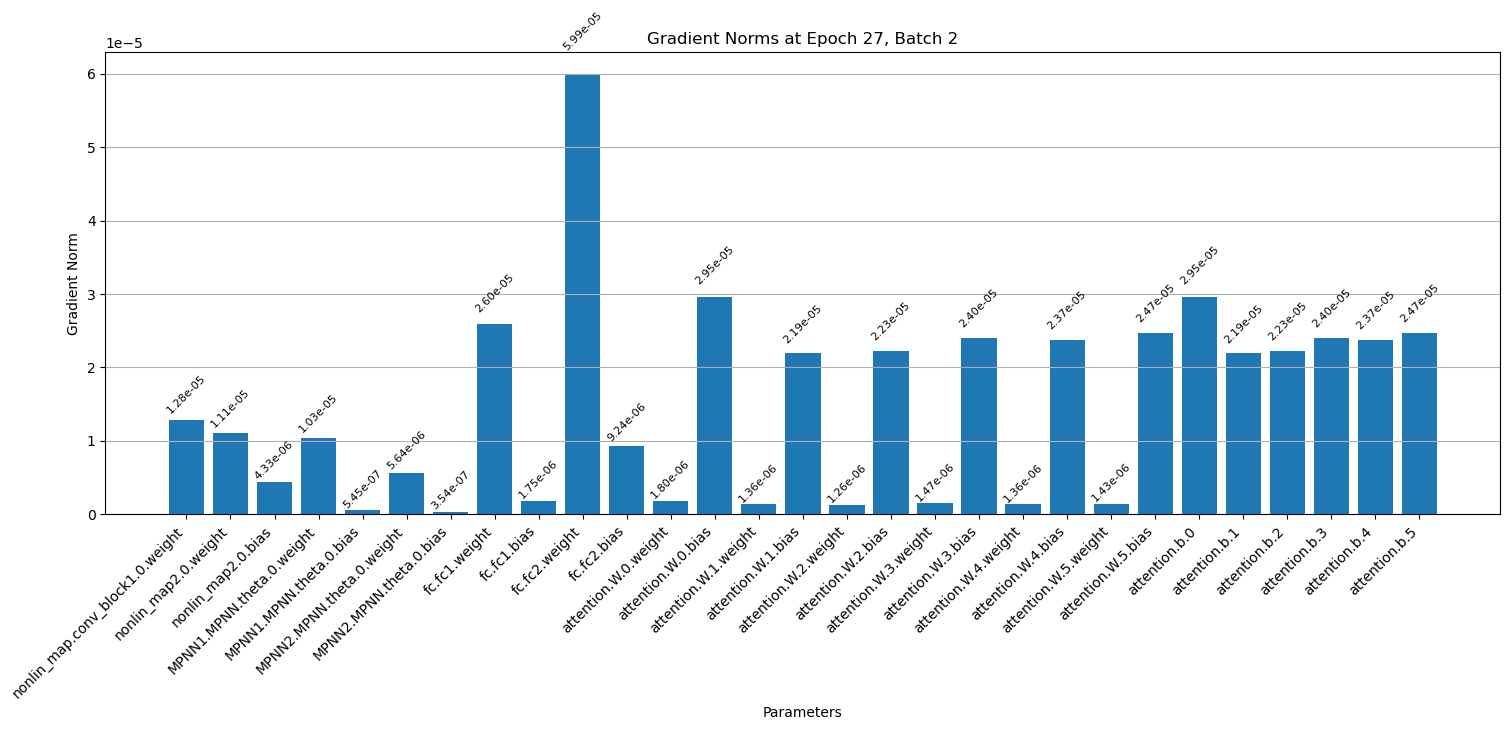 Gradient Norms at Epoch 27, Batch 2
1e−5
6
5
4
3
2
1
0
Gradient Norm
1.28e-05
1.11e-05
4.33e-06
1.03e-05
5.45e-07
5.64e-06
3.54e-07
2.60e-05
1.75e-06
5.99e-05
9.24e-06
1.80e-06
2.95e-05
1.36e-06
2.19e-05
1.26e-06
2.23e-05
1.47e-06
2.40e-05
1.36e-06
2.37e-05
1.43e-06
2.47e-05
2.95e-05
2.19e-05
2.23e-05
2.40e-05
2.37e-05
2.47e-05
nonlin_map.conv_block1.0.weight
nonlin_map2.0.weight
nonlin_map2.0.bias
MPNN1.MPNN.theta.0.weight
MPNN1.MPNN.theta.0.bias
MPNN2.MPNN.theta.0.weight
MPNN2.MPNN.theta.0.bias
fc.fc1.weight
fc.fc1.bias
fc.fc2.weight
fc.fc2.bias
attention.W.0.weight
attention.W.0.bias
attention.W.1.weight
attention.W.1.bias
attention.W.2.weight
attention.W.2.bias
attention.W.3.weight
attention.W.3.bias
attention.W.4.weight
attention.W.4.bias
attention.W.5.weight
attention.W.5.bias
attention.b.0
attention.b.1
attention.b.2
attention.b.3
attention.b.4
attention.b.5
Parameters